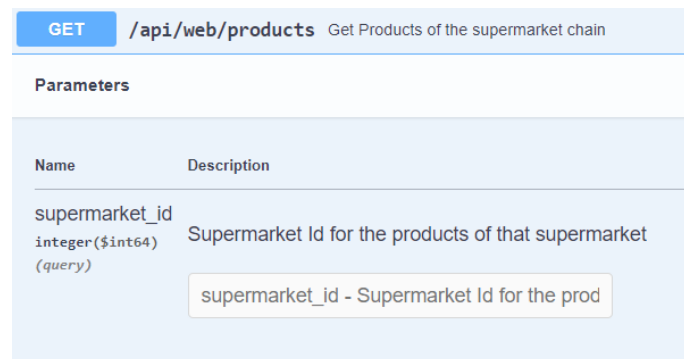 GET /api/web/products Get Products of the supermarket chain
Parameters
Name Description
supermarket_id
integer($int64)
(query)
Supermarket Id for the products of that supermarket
supermarket_id - Supermarket Id for the prod